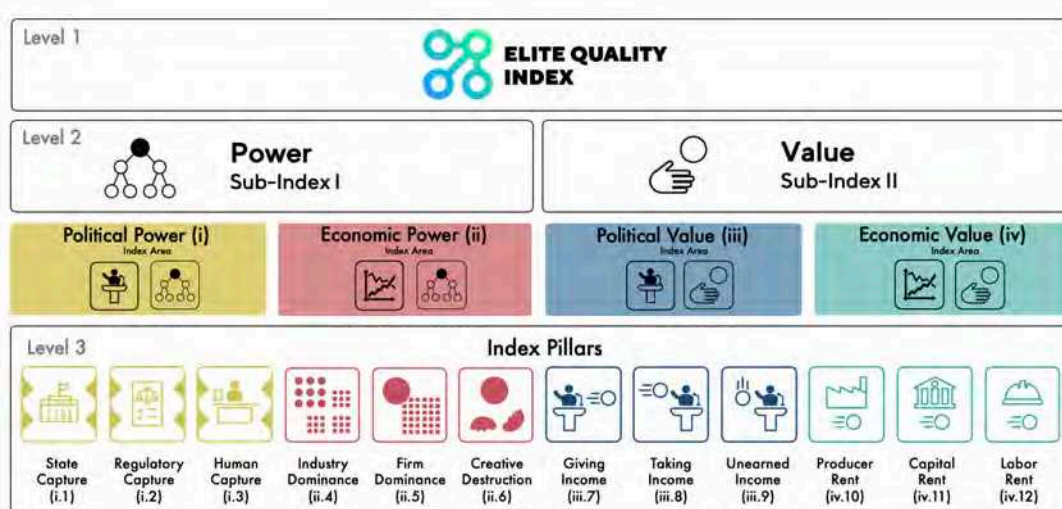 Level 1
ELITE QUALITY
INDEX
Level 2
Power
Sub-Index I
Value
Sub-Index II
Political Power (i)
Index Area
Economic Power (ii)
Index Area
Political Value (iii)
Index Area
Economic Value (iv)
Index Area
Level 3
Index Pillars
State
Capture
(i.1)
Regulatory
Capture
(i.2)
Human
Capture
(i.3)
Industry
Dominance
(ii.4)
Firm
Dominance
(ii.5)
Creative
Destruction
(ii.6)
Giving
Income
(iii.7)
Taking
Income
(iii.8)
Unearned
Income
(iii.9)
Producer
Rent
(iv.10)
Capital
Rent
(iv.11)
Labor
Rent
(iv.12)